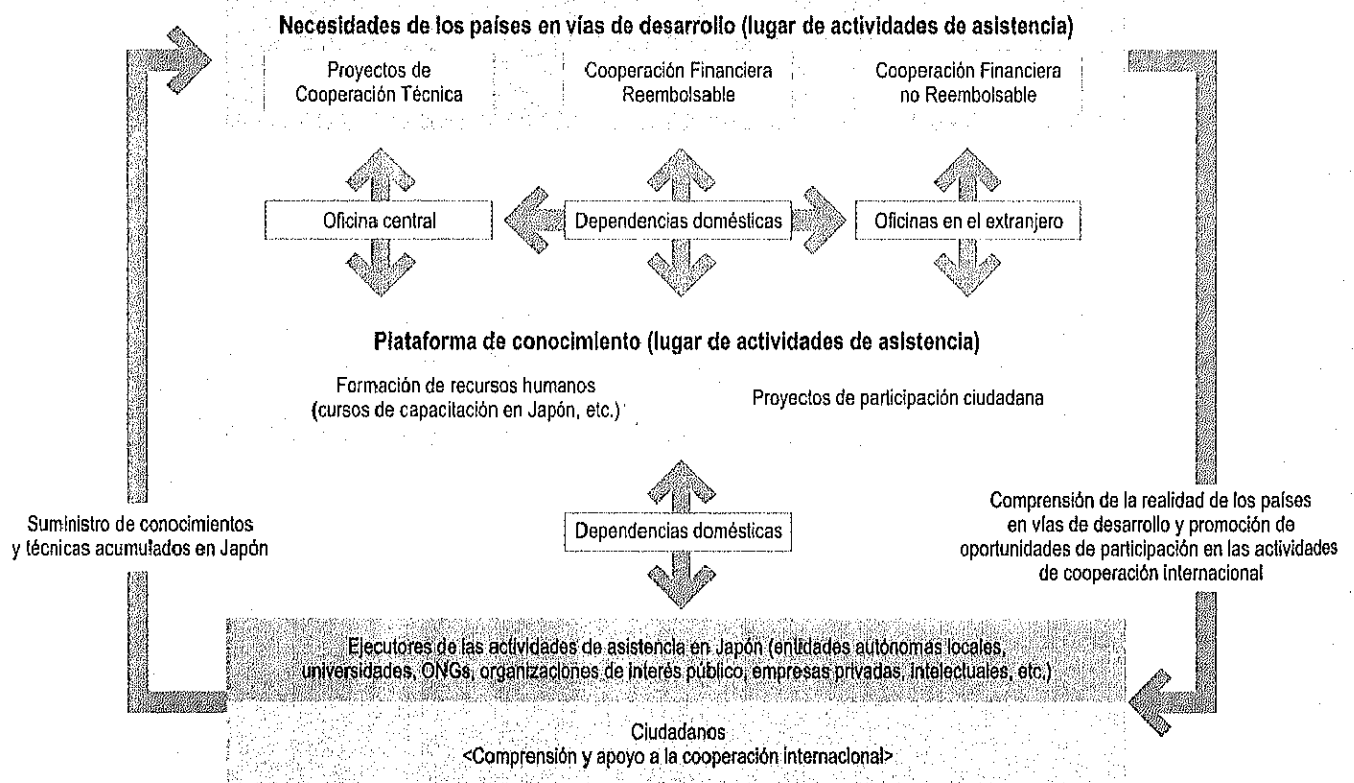 Necesidades de los países en vías de desarrollo (lugar de actividades de asistencia)
Proyectos de
Cooperación Técnica
Cooperación Financiera
Reembolsable
Cooperación Financiera
no Reembolsable
Oficina central
Dependencias domésticas
Oficinas en el extranjero
Plataforma de conocimiento (lugar de actividades de asistencia)
Formación de recursos humanos
(cursos de capacitación en Japón, etc.)
Proyectos de participación ciudadana
Suministro de conocimientos
y técnicas acumulados en Japón
Dependencias domésticas
Comprensión de la realidad de los países
en vías de desarrollo y promoción de
oportunidades de participación en las actividades
de cooperación internacional
Ejecutores de las actividades de asistencia en Japón (entidades autónomas locales,
universidades, ONGs, organizaciones de interés público, empresas privadas, intelectuales, etc.)
Ciudadanos
<Comprensión y apoyo a la cooperación internacional>